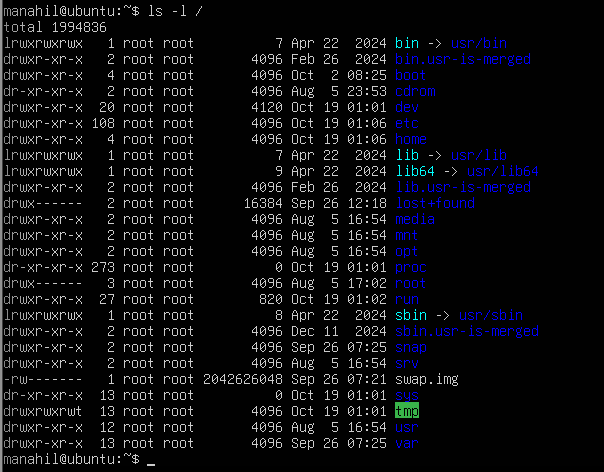 manahil@ubuntu:~$ ls -l /
total 1994836
lrwxrwxrwx   1 root root          7 Apr 22  2024 bin -> usr/bin
drwxr-xr-x   2 root root       4096 Feb 26  2024 bin.usr-is-merged
drwxr-xr-x   4 root root       4096 Oct  2 08:25 boot
dr-xr-xr-x   2 root root       4096 Aug  5 23:53 cdrom
drwxr-xr-x  20 root root       4120 Oct 19 01:01 dev
drwxr-xr-x 108 root root       4096 Oct 19 01:06 etc
drwxr-xr-x   4 root root       4096 Oct 19 01:06 home
lrwxrwxrwx   1 root root          7 Apr 22  2024 lib -> usr/lib
lrwxrwxrwx   1 root root          9 Apr 22  2024 lib64 -> usr/lib64
drwxr-xr-x   2 root root       4096 Feb 26  2024 lib.usr-is-merged
drwx------   2 root root      16384 Sep 26 12:18 lost+found
drwxr-xr-x   2 root root       4096 Aug  5 16:54 media
drwxr-xr-x   2 root root       4096 Aug  5 16:54 mnt
drwxr-xr-x   2 root root       4096 Aug  5 16:54 opt
dr-xr-xr-x 273 root root          0 Oct 19 01:01 proc
drwx------   3 root root       4096 Aug  5 17:02 root
drwxr-xr-x  27 root root        820 Oct 19 01:02 run
lrwxrwxrwx   1 root root          8 Apr 22  2024 sbin -> usr/sbin
drwxr-xr-x   2 root root       4096 Dec 11  2024 sbin.usr-is-merged
drwxr-xr-x   2 root root       4096 Sep 26 07:25 snap
drwxr-xr-x   2 root root       4096 Aug  5 16:54 srv
-rw-------   1 root root 2042626048 Sep 26 07:21 swap.img
dr-xr-xr-x  13 root root          0 Oct 19 01:01 sys
drwxrwxrwt  13 root root       4096 Oct 19 01:01 tmp
drwxr-xr-x  12 root root       4096 Aug  5 16:54 usr
drwxr-xr-x  13 root root       4096 Sep 26 07:25 var
manahil@ubuntu:~$ _